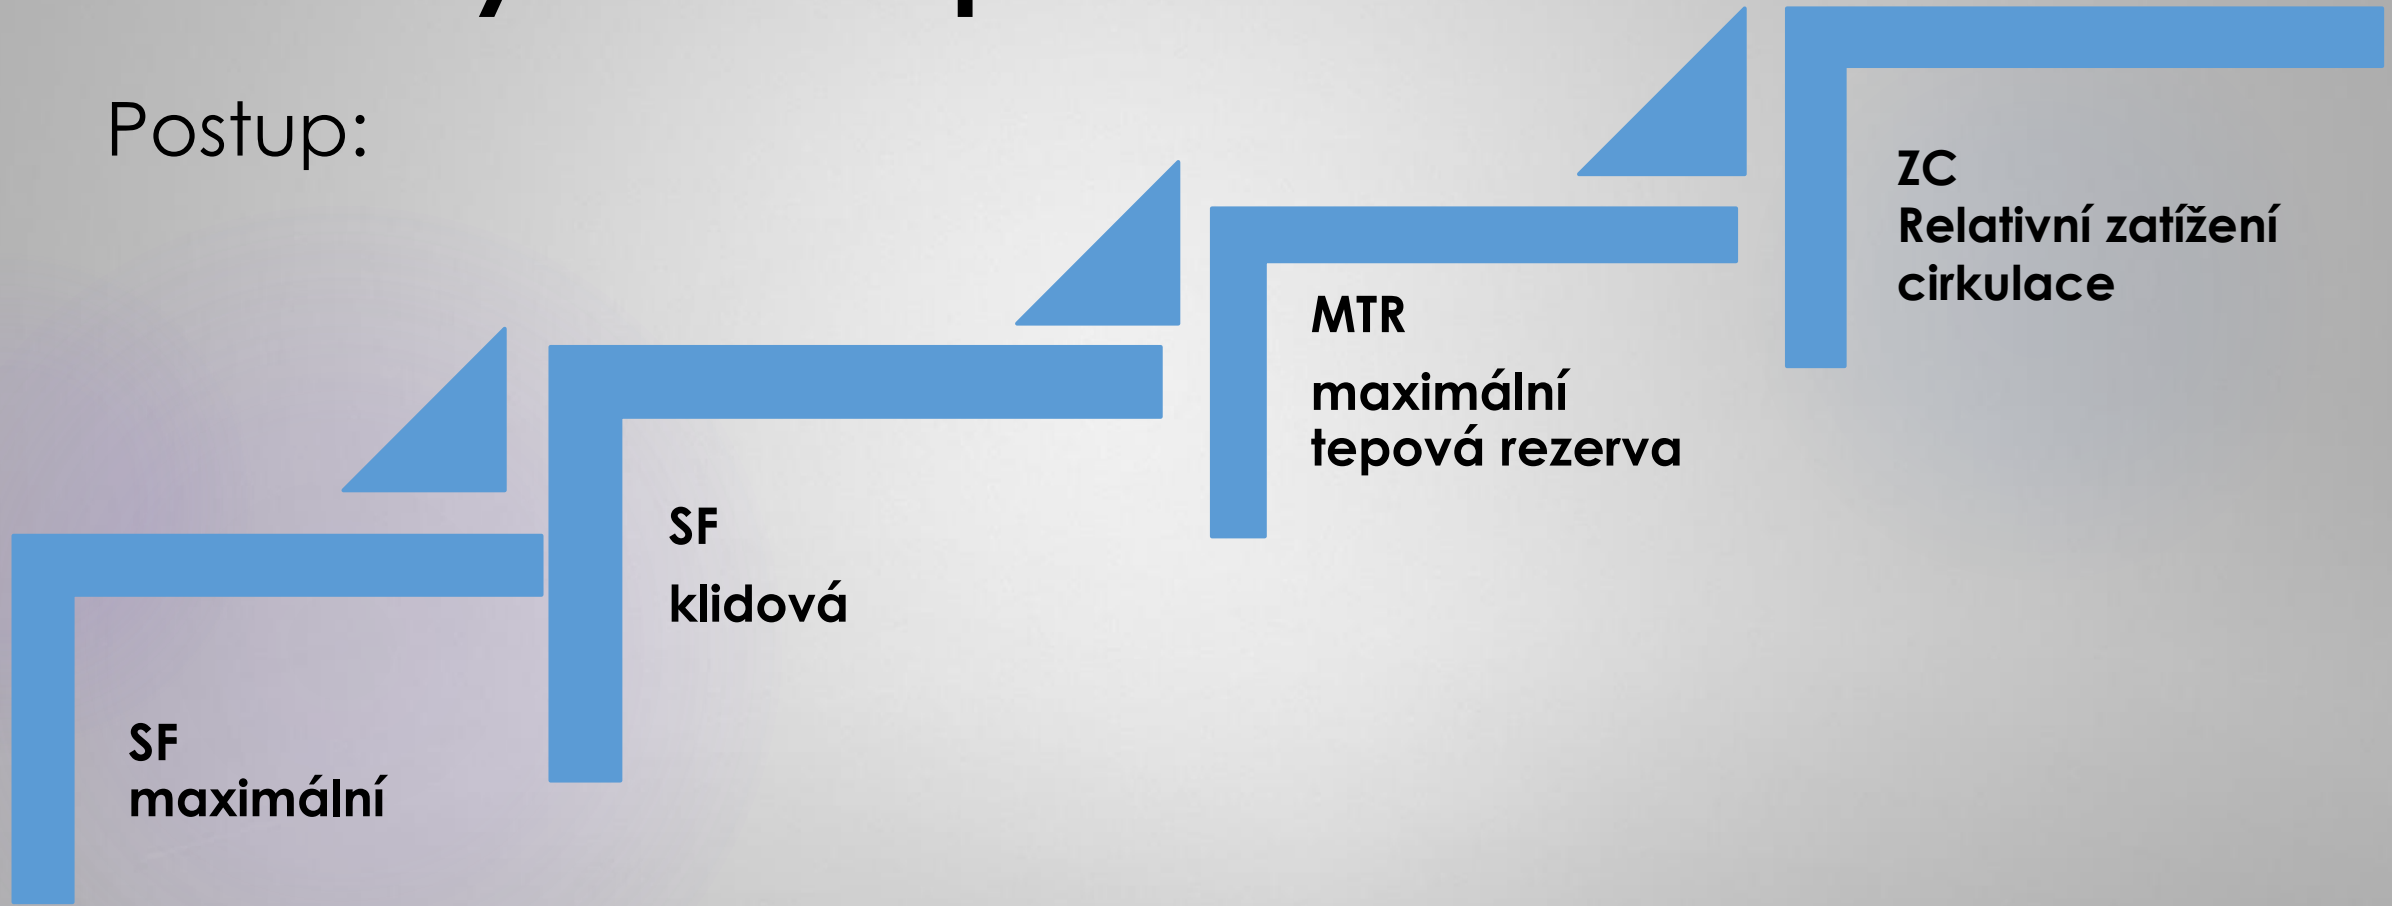 Postup:
SF
maximální
SF
klidová
MTR
maximální
tepová rezerva
ZC
Relativní zatížení
cirkulace